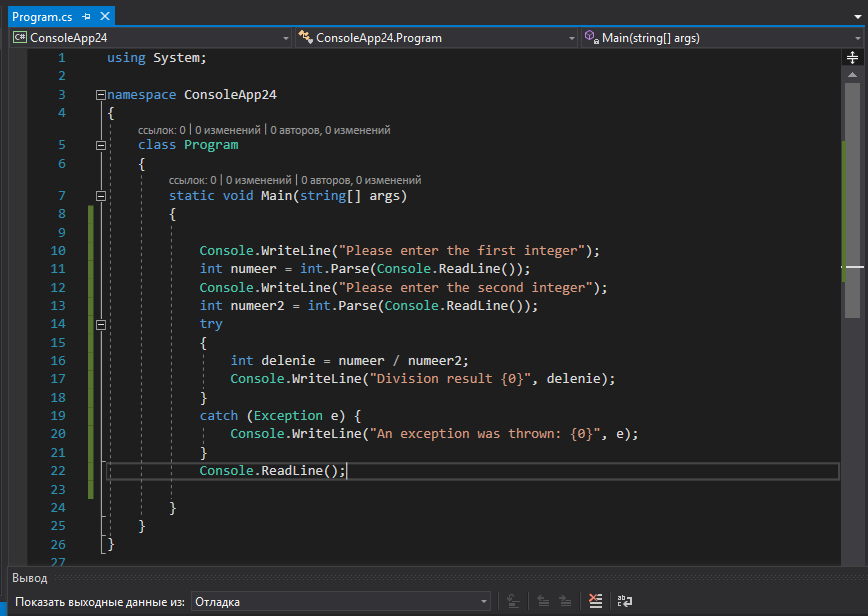 Program.cs
C# ConsoleApp24 ConsoleApp24.Program Main(string[] args)
1 using System;
2
3 namespace ConsoleApp24
4 {
ссылок: 0 | 0 изменений | 0 авторов, 0 изменений
5 class Program
6 {
ссылок: 0 | 0 изменений | 0 авторов, 0 изменений
7 static void Main(string[] args)
8 {
9
10 Console.WriteLine("Please enter the first integer");
11 int numeer = int.Parse(Console.ReadLine());
12 Console.WriteLine("Please enter the second integer");
13 int numeer2 = int.Parse(Console.ReadLine());
14 try
15 {
16 int delenie = numeer / numeer2;
17 Console.WriteLine("Division result {0}", delenie);
18 }
19 catch (Exception e) {
20 Console.WriteLine("An exception was thrown: {0}", e);
21 }
22 Console.ReadLine();
23
24 }
25 }
26 }
27
Вывод
Показать выходные данные из: Отладка